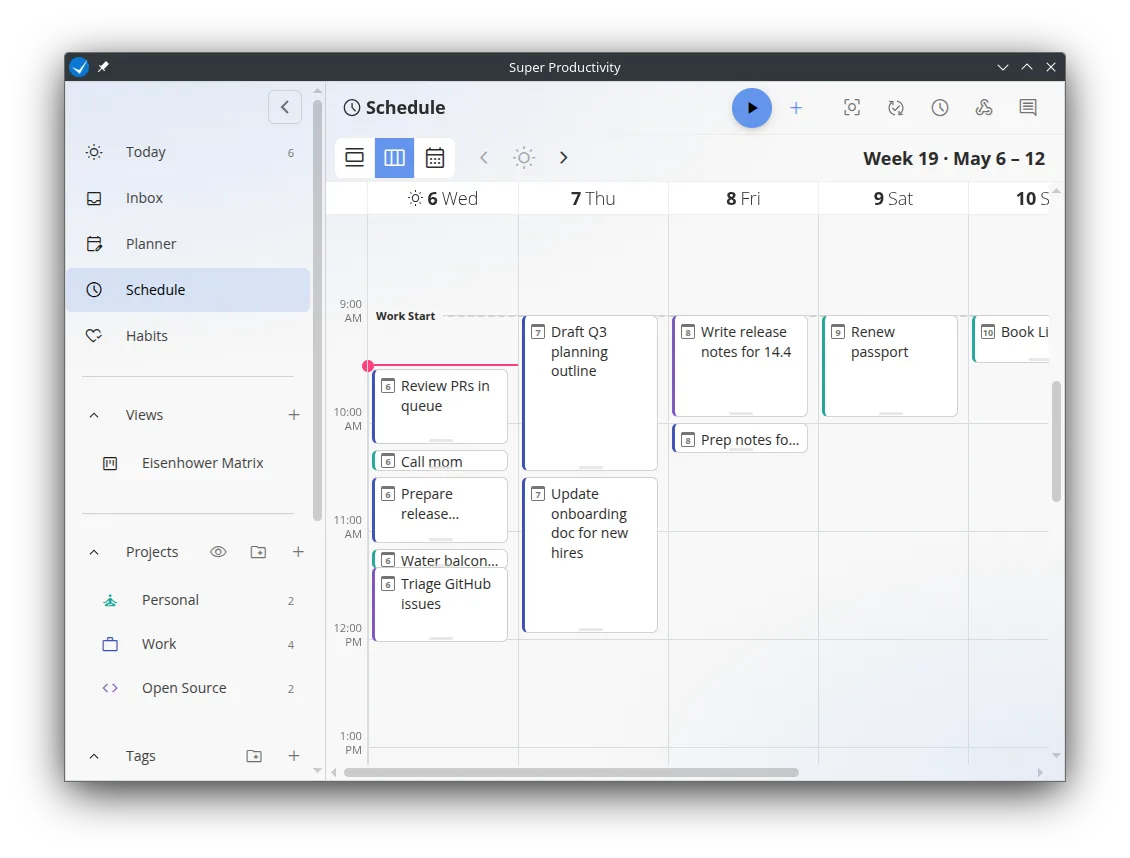 Super Productivity
Today 6
Inbox
Planner
Schedule
Habits
Views
Eisenhower Matrix
Projects
Personal 2
Work 4
Open Source 2
Tags
Schedule
Week 19 · May 6 – 12
6 Wed
7 Thu
8 Fri
9 Sat
10 S
9:00
AM
10:00
AM
11:00
AM
12:00
PM
1:00
PM
Work Start
6 Review PRs in
queue
6 Call mom
6 Prepare
release...
6 Water balcon...
6 Triage GitHub
issues
7 Draft Q3
planning
outline
7 Update
onboarding
doc for new
hires
8 Write release
notes for 14.4
8 Prep notes fo...
9 Renew
passport
10 Book Li